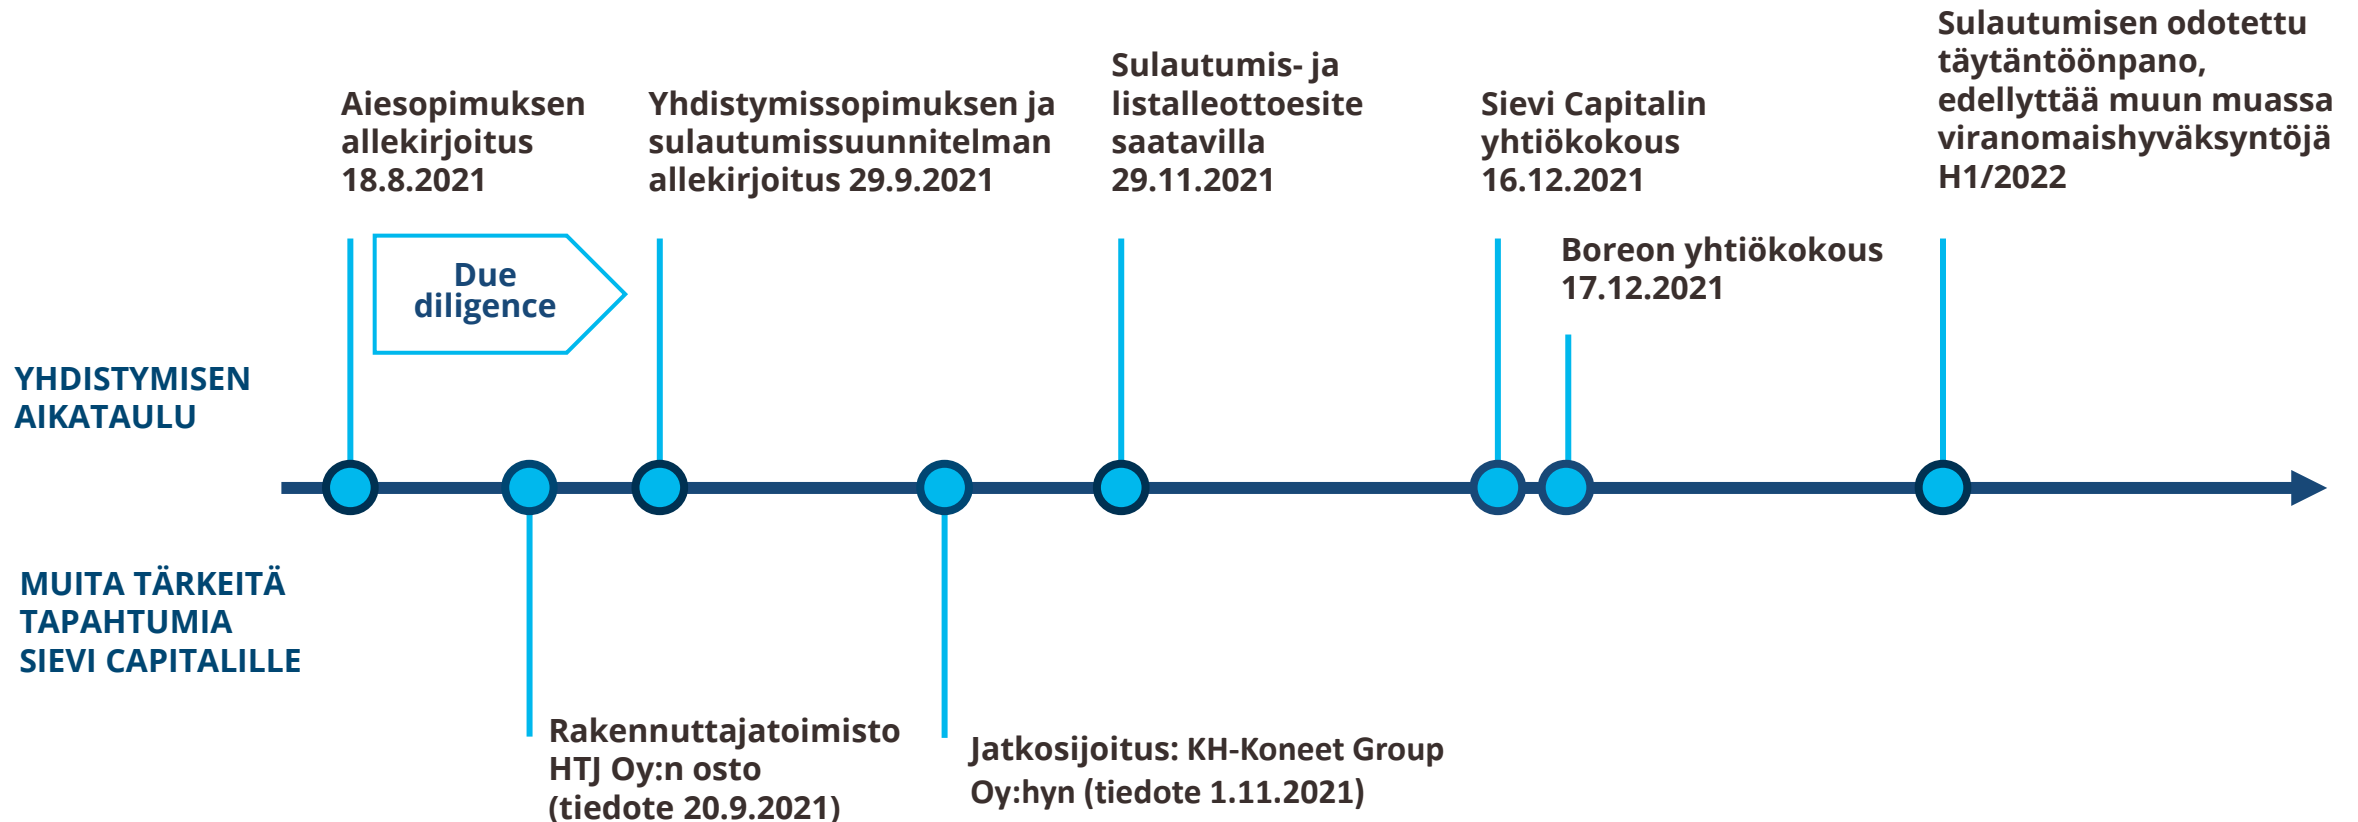 Aiesopimuksen
allekirjoitus
18.8.2021
Yhdistymissopimuksen ja
sulautumissuunnitelman
allekirjoitus 29.9.2021
Sulautumis- ja
listalleottoesite
saatavilla
29.11.2021
Sievi Capitalin
yhtiökokous
16.12.2021
Sulautumisen odotettu
täytäntöönpano,
edellyttää muun muassa
viranomaishyväksyntöjä
H1/2022
Due
diligence
Boreon yhtiökokous
17.12.2021
YHDISTYMISEN
AIKATAULU
MUITA TÄRKEITÄ
TAPAHTUMIA
SIEVI CAPITALILLE
Rakennuttajatoimisto
HTJ Oy:n osto
(tiedote 20.9.2021)
Jatkosijoitus: KH-Koneet Group
Oy:hyn (tiedote 1.11.2021)